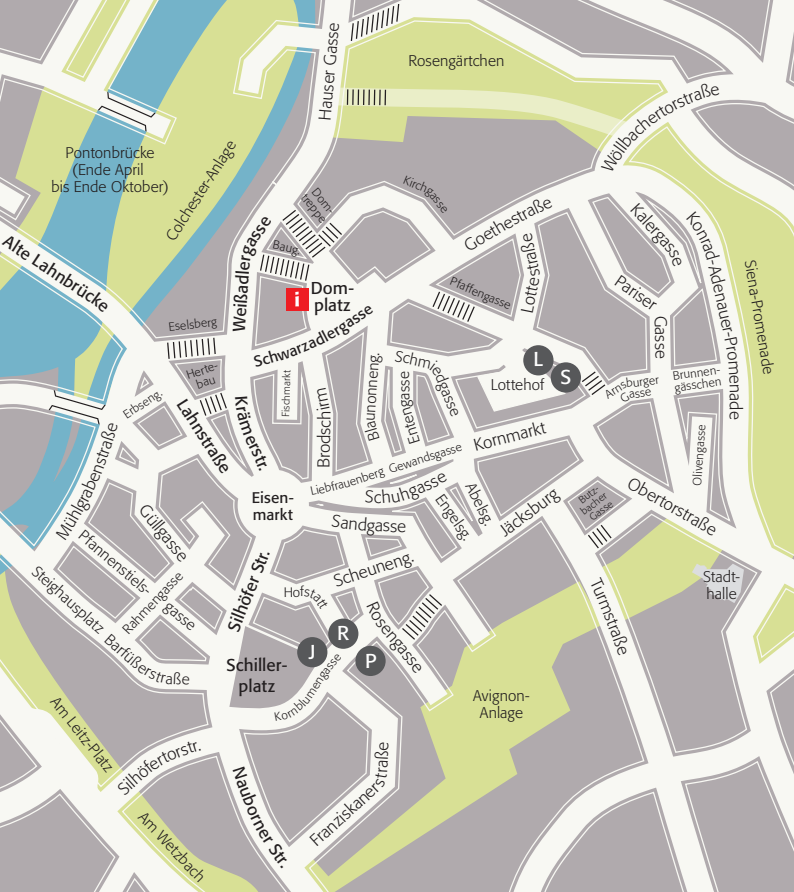 Hauser Gasse
Rosengärtchen
Wöllbachertorstraße
Pontonbrücke
(Ende April
bis Ende Oktober)
Colchester-Anlage
Dom-
treppe
Kirchgasse
Goethestraße
Kalergasse
Konrad-Adenauer-Promenade
Siena-Promenade
Alte Lahnbrücke
Weißadlergasse
Baug.
i
Dom-
platz
Pfaffengasse
Lottestraße
Pariser
Gasse
Eselsberg
Schwarzadlergasse
Herte-
bau
Fischmarkt
Brodschirm
Blaunonneng.
Schmiedgasse
Entengasse
L
S
Lottehof
Arnsburger
Gasse
Brunnen-
gässchen
Erbseng.
Lahnstraße
Krämerstr.
Kornmarkt
Olivengasse
Mühlgrabenstraße
Liebfrauenberg
Gewandsgasse
Eisen-
markt
Schuhgasse
Sandgasse
Engelsg.
Abelsg.
Jäcksburg
Butz-
bacher
Gasse
Obertorstraße
Güllgasse
Pfannenstiels-
gasse
Rahmengasse
Steighausplatz
Barfüßerstraße
Silhöfer Str.
Hofstatt
Scheuneng.
Rosengasse
Turmstraße
Stadt-
halle
J
R
P
Schiller-
platz
Kornblumengasse
Avignon-
Anlage
Am Leitz-Platz
Silhöfertorstr.
Nauborner Str.
Franziskanerstraße
Am Wetzbach